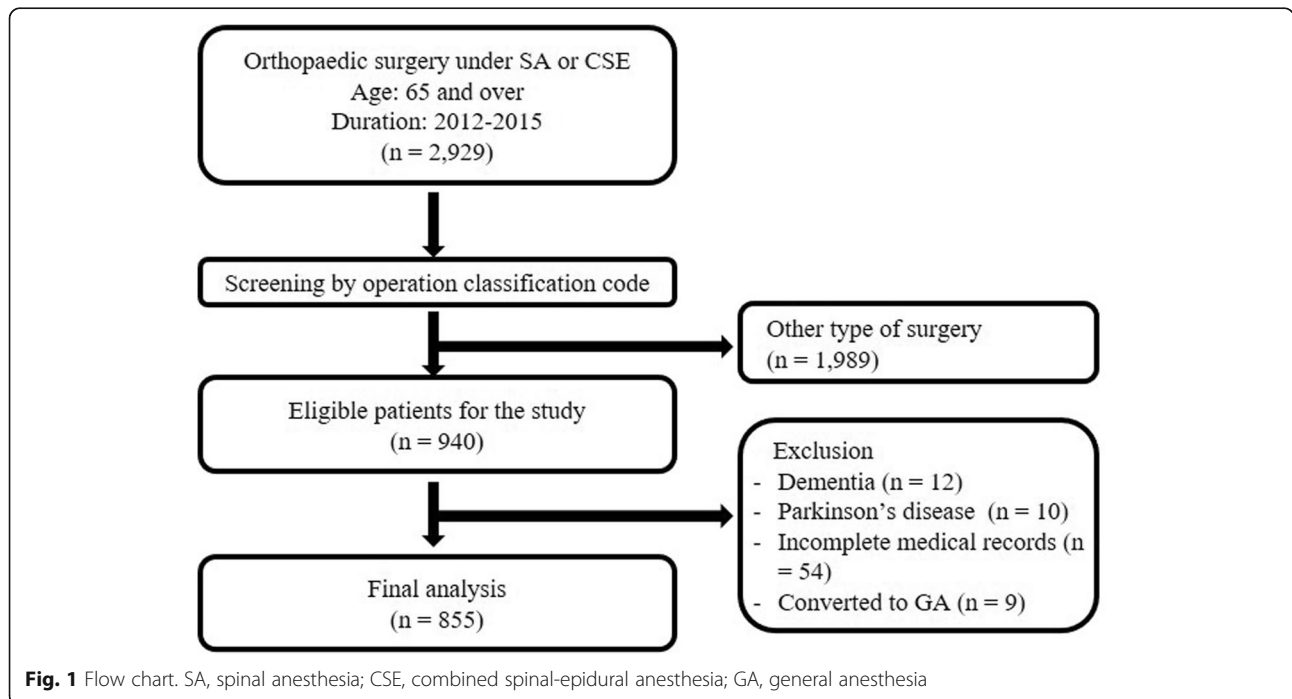 Orthopaedic surgery under SA or CSE
Age: 65 and over
Duration: 2012-2015
(n = 2,929)
Screening by operation classification code
Other type of surgery
(n = 1,989)
Eligible patients for the study
(n = 940)
Exclusion
- Dementia (n = 12)
- Parkinson's disease (n = 10)
- Incomplete medical records (n
= 54)
- Converted to GA (n = 9)
Final analysis
(n = 855)
Fig. 1 Flow chart. SA, spinal anesthesia; CSE, combined spinal-epidural anesthesia; GA, general anesthesia